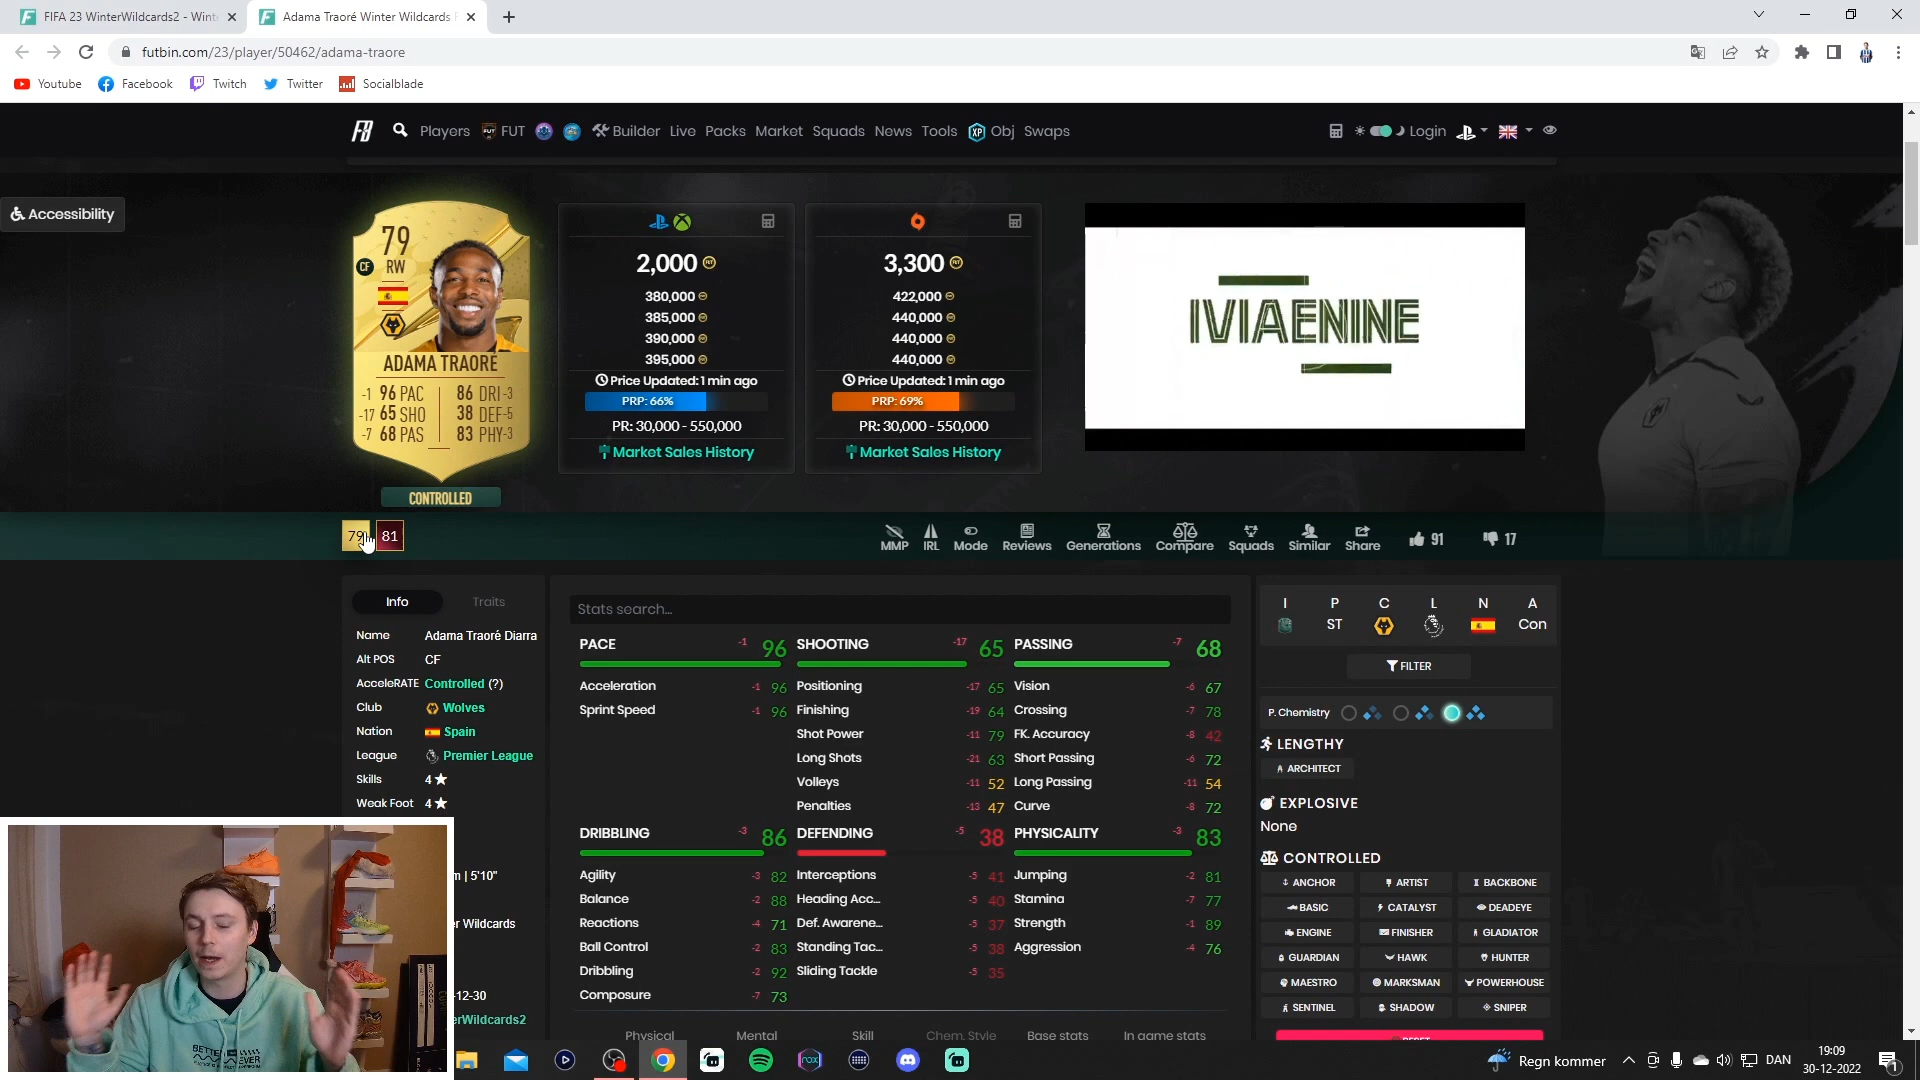 FIFA 23 WinterWildcards2 - Wint
Adama Traoré Winter Wildcards F
futbin.com/23/player/50462/adama-traore
Youtube
Facebook
Twitch
Twitter
Socialblade
Players
FUT
Builder
Live
Packs
Market
Squads
News
Tools
XP
Obj
Swaps
Login
Accessibility
79
RW
CF
ADAMA TRAORÉ
-1 96 PAC 86 DRI -3
-17 65 SHO 38 DEF -5
-7 68 PAS 83 PHY -3
CONTROLLED
2,000
380,000
385,000
390,000
395,000
Price Updated: 1 min ago
PRP: 66%
PR: 30,000 - 550,000
Market Sales History
3,300
422,000
440,000
440,000
440,000
Price Updated: 1 min ago
PRP: 69%
PR: 30,000 - 550,000
Market Sales History
IVIAENINE
79
81
MMP
IRL
Mode
Reviews
Generations
Compare
Squads
Similar
Share
91
17
Info
Traits
Name Adama Traoré Diarra
Alt POS CF
AcceleRATE Controlled (?)
Club Wolves
Nation Spain
League Premier League
Skills 4
Weak Foot 4
m | 5'10"
r Wildcards
-12-30
erWildcards2
Stats search...
PACE -1 96
Acceleration -1 96
Sprint Speed -1 96
SHOOTING -17 65
Positioning -17 65
Finishing -19 64
Shot Power -11 79
Long Shots -21 63
Volleys -11 52
Penalties -13 47
PASSING -7 68
Vision -6 67
Crossing -7 78
FK. Accuracy -8 42
Short Passing -6 72
Long Passing -11 54
Curve -8 72
DRIBBLING -3 86
Agility -3 82
Balance -2 88
Reactions -4 71
Ball Control -2 83
Dribbling -2 92
Composure -7 73
DEFENDING -5 38
Interceptions -5 41
Heading Acc... -5 40
Def. Awarene... -5 37
Standing Tac... -5 38
Sliding Tackle -5 35
PHYSICALITY -3 83
Jumping -2 81
Stamina -7 77
Strength -1 89
Aggression -4 76
Physical
Mental
Skill
Chem. Style
Base stats
In game stats
I P C L N A
ST Con
FILTER
P. Chemistry
LENGTHY
ARCHITECT
EXPLOSIVE
None
CONTROLLED
ANCHOR ARTIST BACKBONE
BASIC CATALYST DEADEYE
ENGINE FINISHER GLADIATOR
GUARDIAN HAWK HUNTER
MAESTRO MARKSMAN POWERHOUSE
SENTINEL SHADOW SNIPER
Regn kommer
DAN
19:09
30-12-2022
1